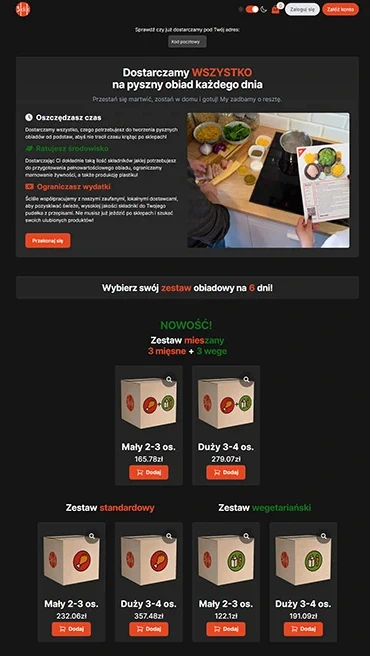 Zaloguj się
Załóż konto
Sprawdź czy już dostarczamy pod Twój adres:
Kod pocztowy
Dostarczamy WSZYSTKO
na pyszny obiad każdego dnia
Przestań się martwić, zostań w domu i gotuj! My zadbamy o resztę.
Oszczędzasz czas
Dostarczamy wszystko, czego potrzebujesz do tworzenia pysznych
obiadów od podstaw, abyś nie tracił czasu krążąc po sklepach!
Ratujesz środowisko
Dostarczając Ci dokładnie taką ilość składników jakiej potrzebujesz
do przygotowania pełnowartościowego obiadu, ograniczamy
marnowanie żywności, a także produkcję plastiku!
Ograniczasz wydatki
Ściśle współpracujemy z naszymi zaufanymi, lokalnymi dostawcami,
aby pozyskiwać świeże, wysokiej jakości składniki do Twojego
pudełka z przepisami. Nie musisz już jeździć po sklepach i szukać
swoich ulubionych produktów!
Przekonaj się
Wybierz swój zestaw obiadowy na 6 dni!
NOWOŚĆ!
Zestaw mieszany
3 mięsne + 3 wege
Mały 2-3 os.
165.78zł
Dodaj
Duży 3-4 os.
279.07zł
Dodaj
Zestaw standardowy
Zestaw wegetariański
Mały 2-3 os.
232.06zł
Dodaj
Duży 3-4 os.
357.48zł
Dodaj
Mały 2-3 os.
122.1zł
Dodaj
Duży 3-4 os.
191.09zł
Dodaj